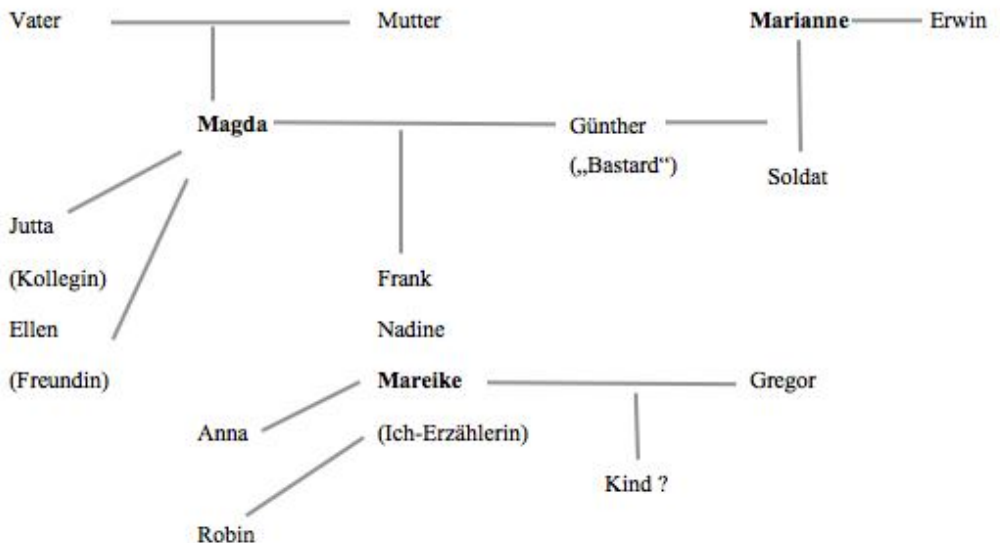 Vater Mutter Marianne Erwin
Magda Günther
(„Bastard“)
Soldat
Jutta
(Kollegin) Frank
Ellen Nadine
(Freundin) Mareike Gregor
Anna (Ich-Erzählerin)
Kind ?
Robin